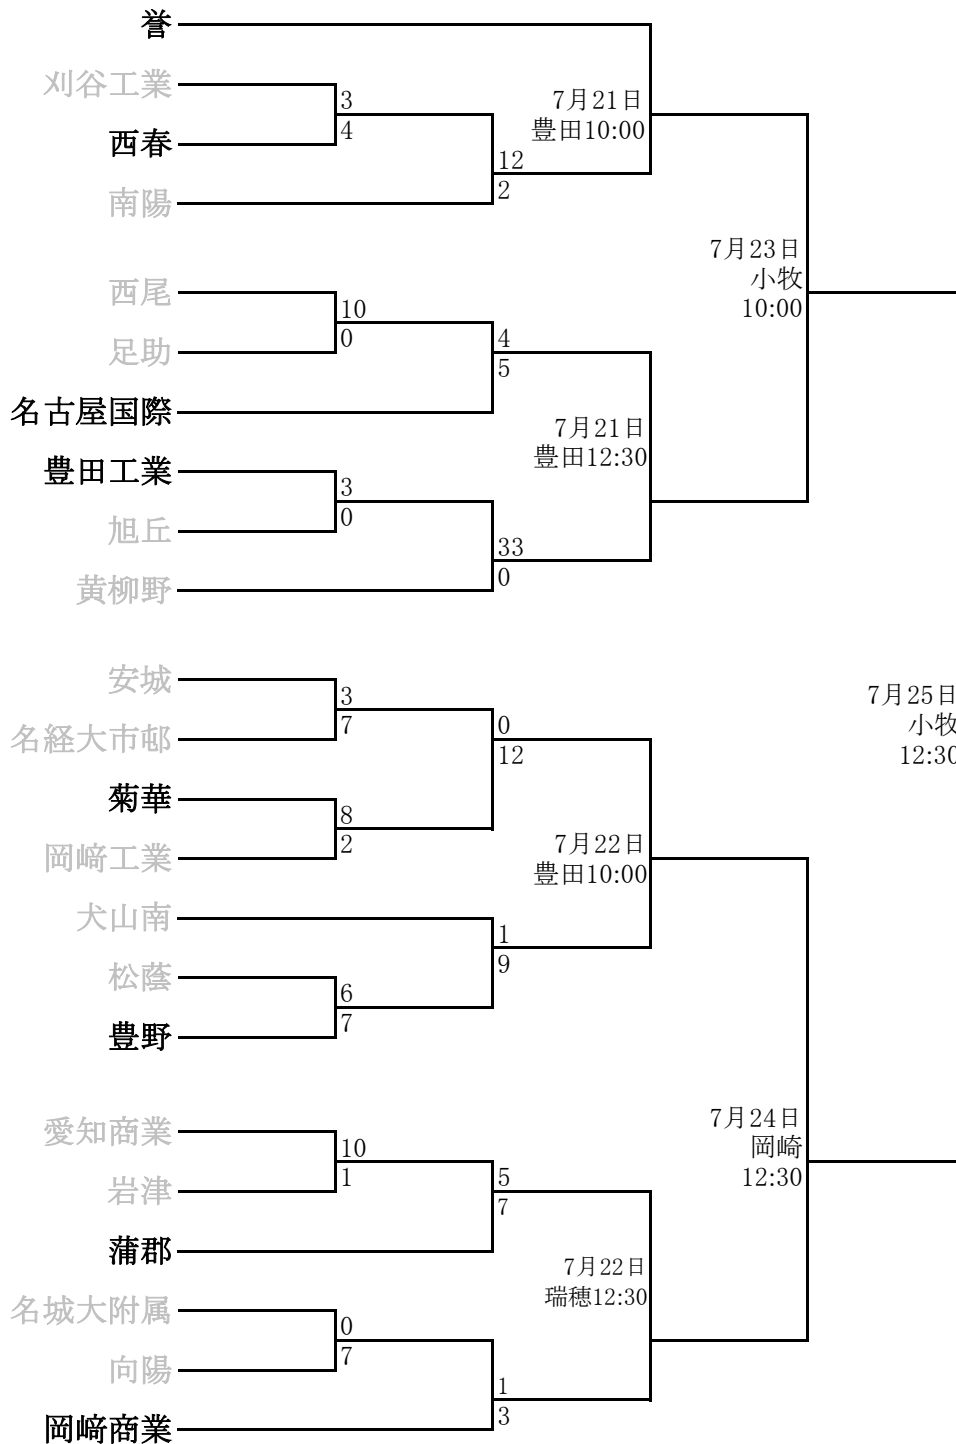 誉
刈谷工業
3
7月21日
豊田10:00
4
西春
12
2
南陽
7月23日
小牧
10:00
西尾
10
0
足助
4
5
名古屋国際
7月21日
豊田12:30
豊田工業
3
0
旭丘
33
0
黄柳野
安城
3
7
名経大市邨
0
12
7月25日
小牧
12:30
菊華
8
2
岡﨑工業
7月22日
豊田10:00
犬山南
1
9
松蔭
6
7
豊野
7月24日
岡崎
12:30
愛知商業
10
1
岩津
5
7
蒲郡
7月22日
瑞穂12:30
名城大附属
0
7
向陽
1
3
岡﨑商業